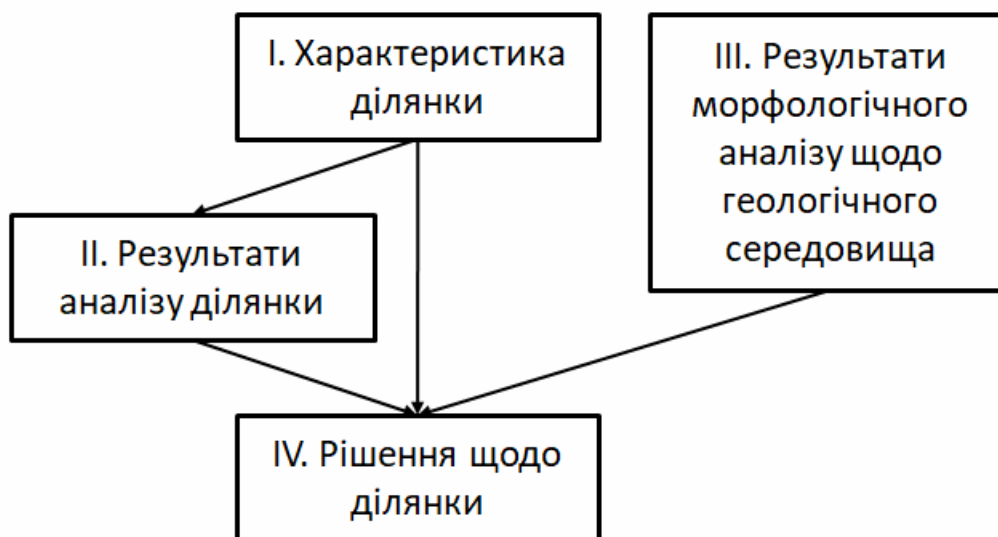 І. Характеристика
ділянки
ІІ. Результати
аналізу ділянки
ІІІ. Результати
морфологічного
аналізу щодо
геологічного
середовища
IV. Рішення щодо
ділянки